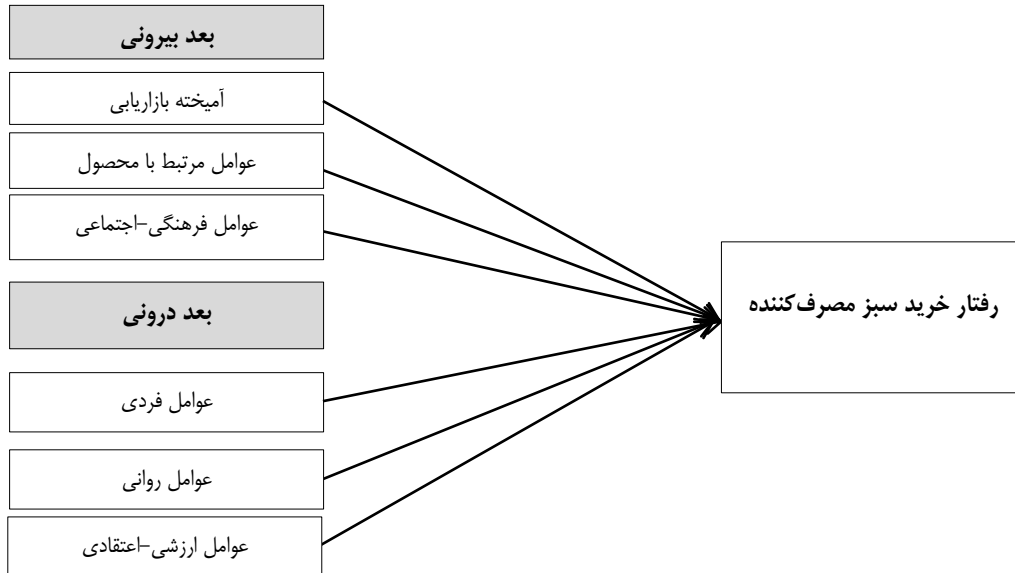 بعد بیرونی
آمیخته بازاریابی
عوامل مرتبط با محصول
عوامل فرهنگی-اجتماعی
بعد درونی
عوامل فردی
عوامل روانی
عوامل ارزشی-اعتقادی
رفتار خرید سبز مصرف‌کننده